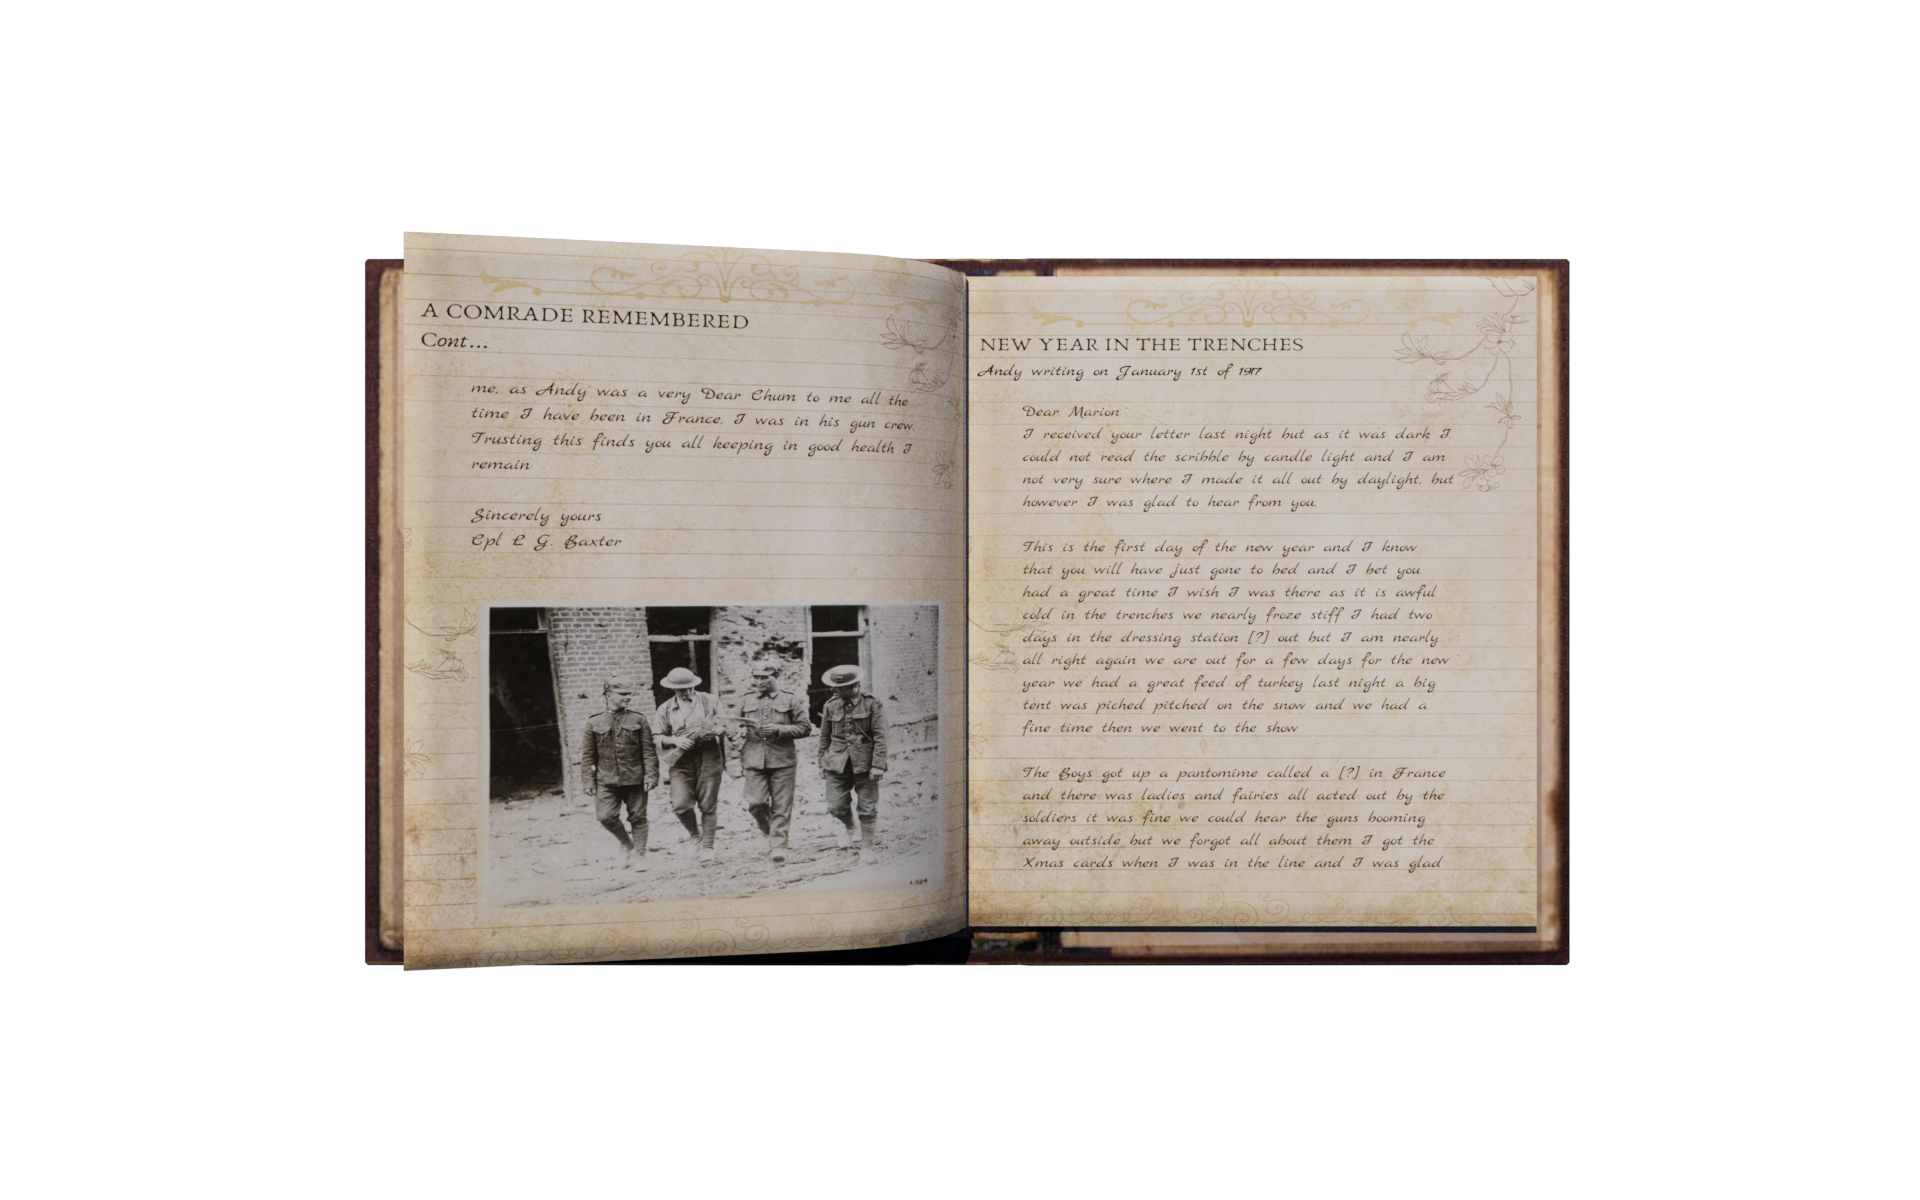 A COMRADE REMEMBERED
Cont...
me, as Andy was a very Dear Chum to me all the
time I have been in France. I was in his gun crew.
Trusting this finds you all keeping in good health I
remain
Sincerely yours
Cpl L G. Baxter
NEW YEAR IN THE TRENCHES
Andy writing on January 1st of 1917
Dear Marion
I received your letter last night but as it was dark I
could not read the scribble by candle light and I am
not very sure where I made it all out by daylight, but
however I was glad to hear from you.
This is the first day of the new year and I know
that you will have just gone to bed and I bet you
had a great time I wish I was there as it is awful
cold in the trenches we nearly froze stiff I had two
days in the dressing station [?] out but I am nearly
all right again we are out for a few days for the new
year we had a great feed of turkey last night a big
tent was piched pitched on the snow and we had a
fine time then we went to the show
The Boys got up a pantomime called a [?] in France
and there was ladies and fairies all acted out by the
soldiers it was fine we could hear the guns booming
away outside but we forgot all about them I got the
Xmas cards when I was in the line and I was glad